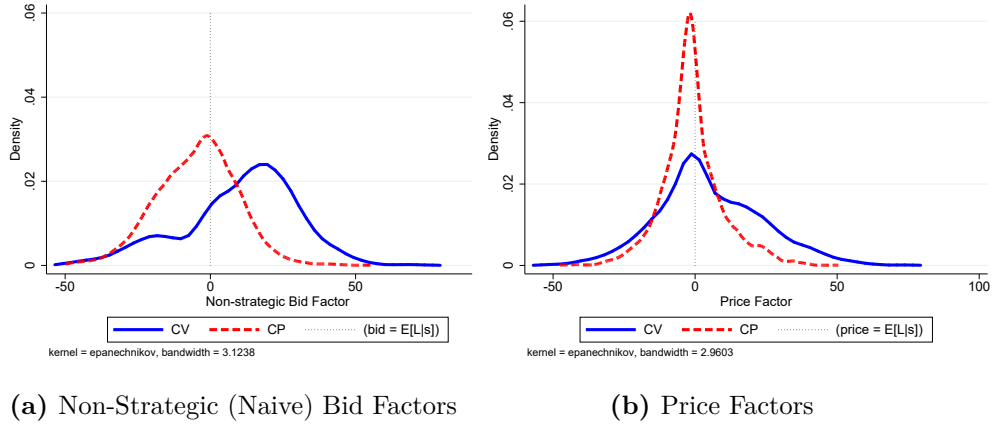 .06
.04
.02
0
Density
-50 0 50
Non-strategic Bid Factor
CV CP (bid = E[L|s])
kernel = epanechnikov, bandwidth = 3.1238
(a) Non-Strategic (Naive) Bid Factors
.06
.04
.02
0
Density
-50 0 50 100
Price Factor
CV CP (price = E[L|s])
kernel = epanechnikov, bandwidth = 2.9603
(b) Price Factors